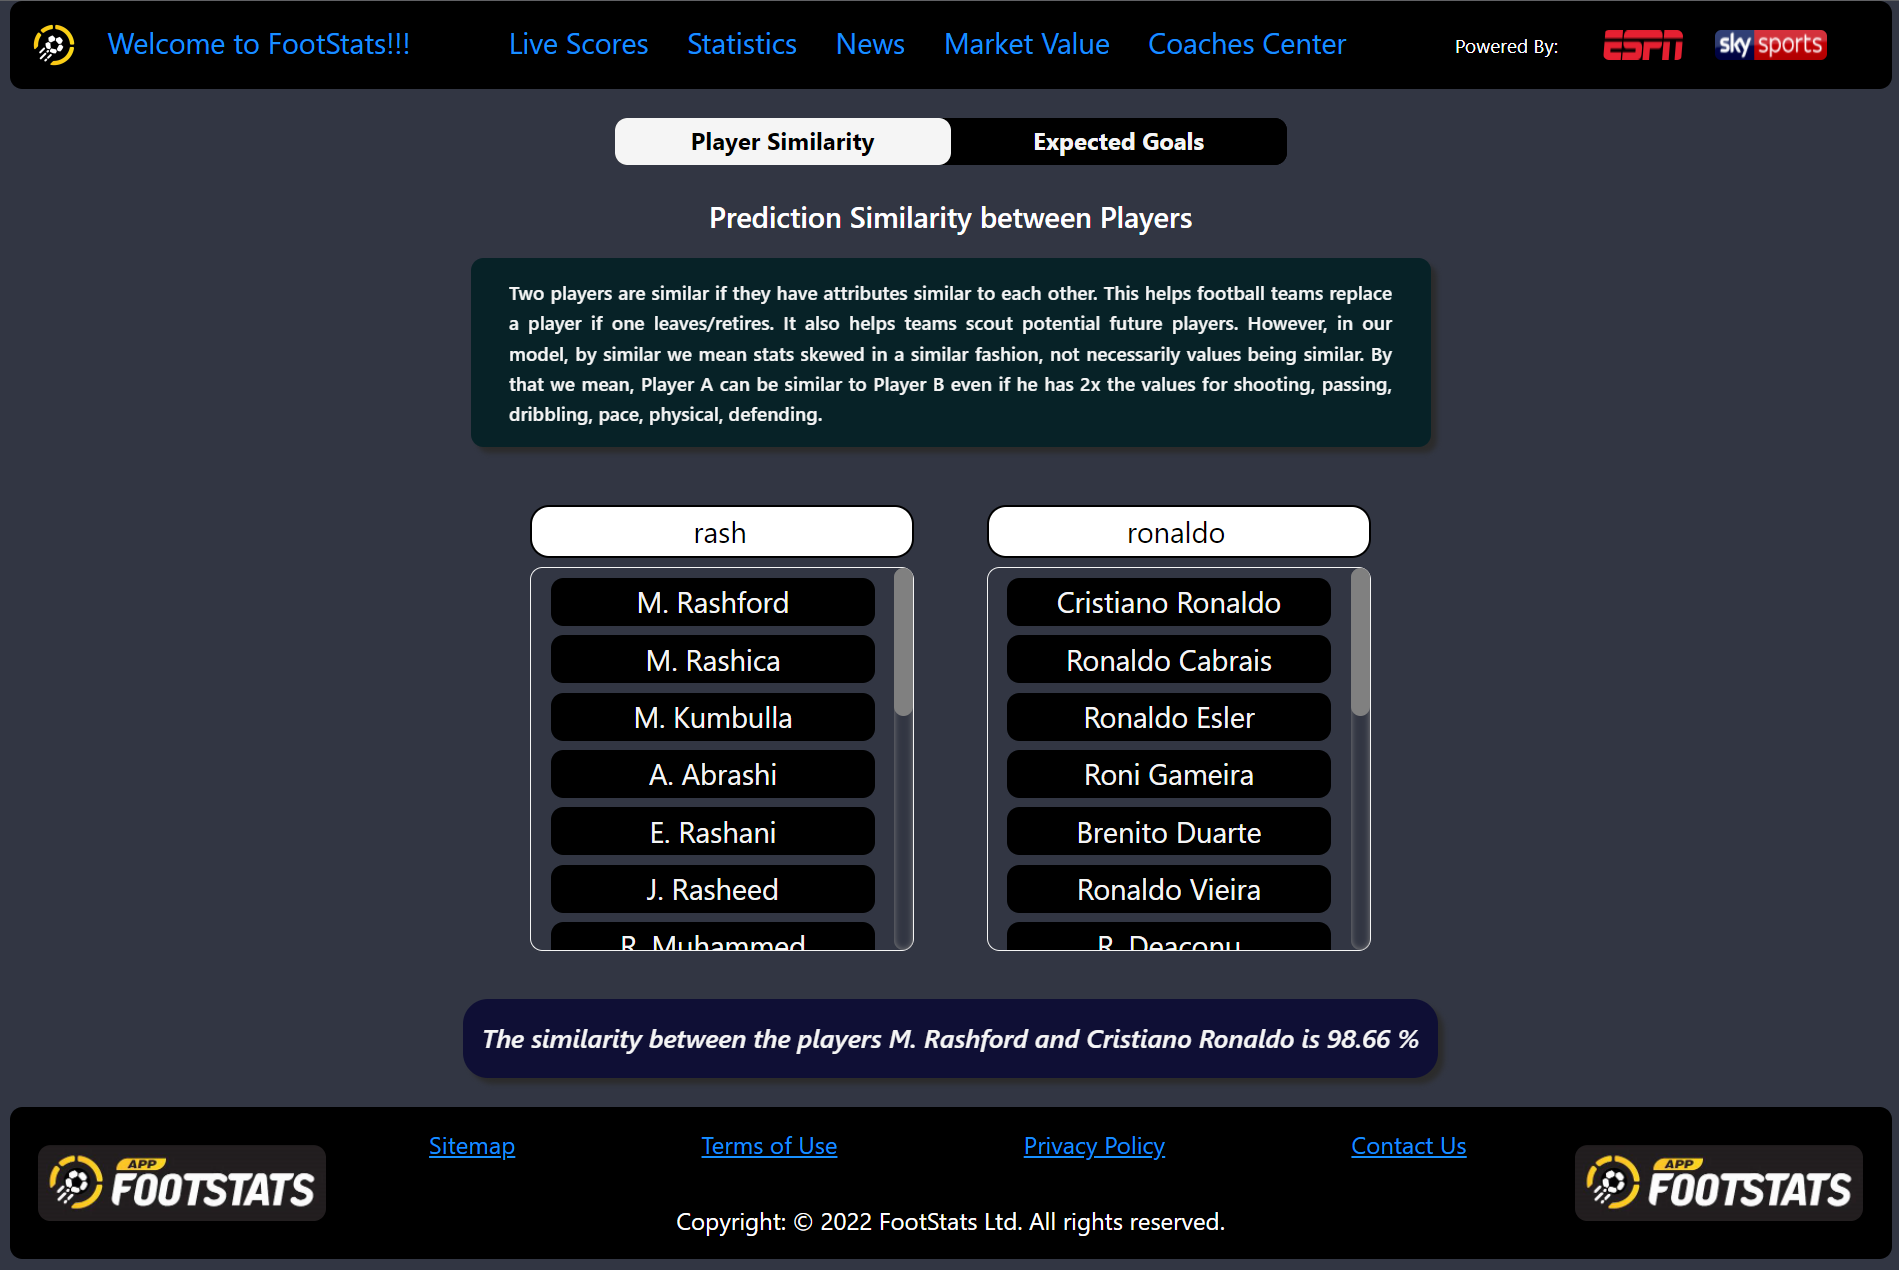 Welcome to FootStats!!! Live Scores Statistics News Market Value Coaches Center Powered By: ESPN sky sports
Player Similarity Expected Goals
Prediction Similarity between Players
Two players are similar if they have attributes similar to each other. This helps football teams replace
a player if one leaves/retires. It also helps teams scout potential future players. However, in our
model, by similar we mean stats skewed in a similar fashion, not necessarily values being similar. By
that we mean, Player A can be similar to Player B even if he has 2x the values for shooting, passing,
dribbling, pace, physical, defending.
rash
M. Rashford
M. Rashica
M. Kumbulla
A. Abrashi
E. Rashani
J. Rasheed
R. Muhammed
ronaldo
Cristiano Ronaldo
Ronaldo Cabrais
Ronaldo Esler
Roni Gameira
Brenito Duarte
Ronaldo Vieira
R. Deaconu
The similarity between the players M. Rashford and Cristiano Ronaldo is 98.66 %
APP
FOOTSTATS
Sitemap Terms of Use Privacy Policy Contact Us
Copyright: © 2022 FootStats Ltd. All rights reserved.
APP
FOOTSTATS